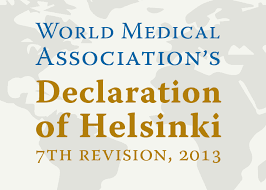 World Medical
Association's
Declaration
of Helsinki
7th Revision, 2013